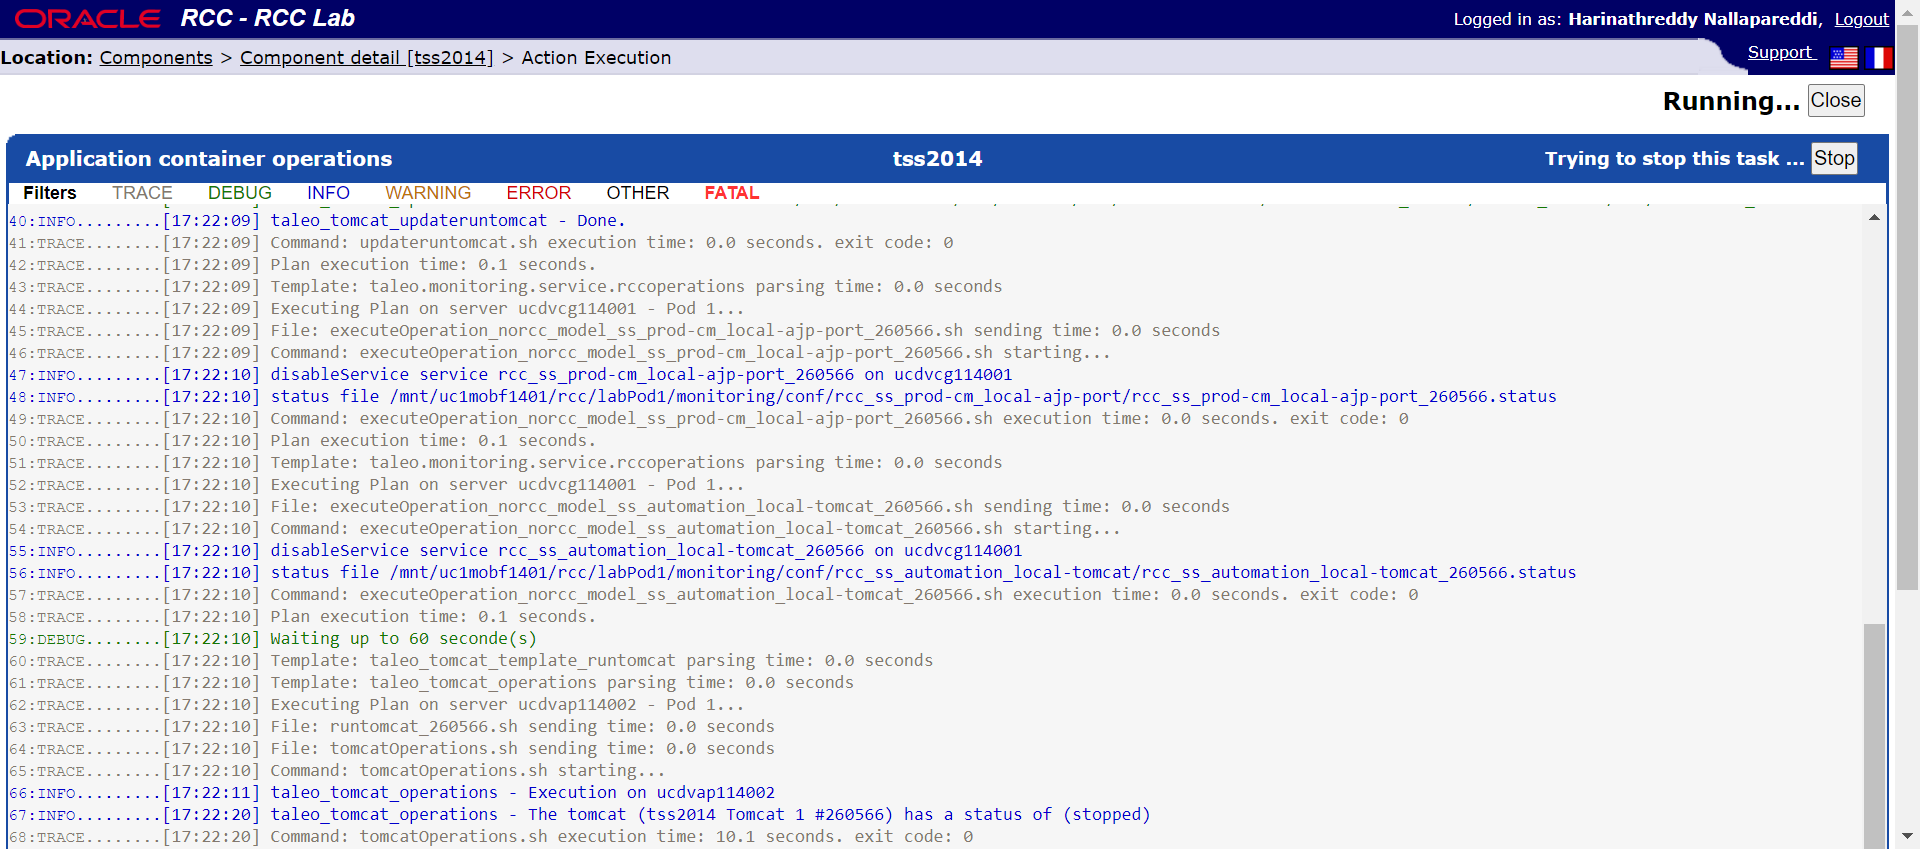 ORACLE RCC - RCC Lab
Logged in as: Harinathreddy Nallapareddi, Logout
Location: Components > Component detail [tss2014] > Action Execution
Support
Running... Close
Application container operations tss2014 Trying to stop this task ... Stop
Filters TRACE DEBUG INFO WARNING ERROR OTHER FATAL
40:INFO.........[17:22:09] taleo_tomcat_updateruntomcat - Done.
41:TRACE........[17:22:09] Command: updateruntomcat.sh execution time: 0.0 seconds. exit code: 0
42:TRACE........[17:22:09] Plan execution time: 0.1 seconds.
43:TRACE........[17:22:09] Template: taleo.monitoring.service.rccoperations parsing time: 0.0 seconds
44:TRACE........[17:22:09] Executing Plan on server ucdvcg114001 - Pod 1...
45:TRACE........[17:22:09] File: executeOperation_norcc_model_ss_prod-cm_local-ajp-port_260566.sh sending time: 0.0 seconds
46:TRACE........[17:22:09] Command: executeOperation_norcc_model_ss_prod-cm_local-ajp-port_260566.sh starting...
47:INFO.........[17:22:10] disableService service rcc_ss_prod-cm_local-ajp-port_260566 on ucdvcg114001
48:INFO.........[17:22:10] status file /mnt/uc1mobf1401/rcc/labPod1/monitoring/conf/rcc_ss_prod-cm_local-ajp-port/rcc_ss_prod-cm_local-ajp-port_260566.status
49:TRACE........[17:22:10] Command: executeOperation_norcc_model_ss_prod-cm_local-ajp-port_260566.sh execution time: 0.0 seconds. exit code: 0
50:TRACE........[17:22:10] Plan execution time: 0.1 seconds.
51:TRACE........[17:22:10] Template: taleo.monitoring.service.rccoperations parsing time: 0.0 seconds
52:TRACE........[17:22:10] Executing Plan on server ucdvcg114001 - Pod 1...
53:TRACE........[17:22:10] File: executeOperation_norcc_model_ss_automation_local-tomcat_260566.sh sending time: 0.0 seconds
54:TRACE........[17:22:10] Command: executeOperation_norcc_model_ss_automation_local-tomcat_260566.sh starting...
55:INFO.........[17:22:10] disableService service rcc_ss_automation_local-tomcat_260566 on ucdvcg114001
56:INFO.........[17:22:10] status file /mnt/uc1mobf1401/rcc/labPod1/monitoring/conf/rcc_ss_automation_local-tomcat/rcc_ss_automation_local-tomcat_260566.status
57:TRACE........[17:22:10] Command: executeOperation_norcc_model_ss_automation_local-tomcat_260566.sh execution time: 0.0 seconds. exit code: 0
58:TRACE........[17:22:10] Plan execution time: 0.1 seconds.
59:DEBUG........[17:22:10] Waiting up to 60 seconde(s)
60:TRACE........[17:22:10] Template: taleo_tomcat_template_runtomcat parsing time: 0.0 seconds
61:TRACE........[17:22:10] Template: taleo_tomcat_operations parsing time: 0.0 seconds
62:TRACE........[17:22:10] Executing Plan on server ucdvap114002 - Pod 1...
63:TRACE........[17:22:10] File: runtomcat_260566.sh sending time: 0.0 seconds
64:TRACE........[17:22:10] File: tomcatOperations.sh sending time: 0.0 seconds
65:TRACE........[17:22:10] Command: tomcatOperations.sh starting...
66:INFO.........[17:22:11] taleo_tomcat_operations - Execution on ucdvap114002
67:INFO.........[17:22:20] taleo_tomcat_operations - The tomcat (tss2014 Tomcat 1 #260566) has a status of (stopped)
68:TRACE........[17:22:20] Command: tomcatOperations.sh execution time: 10.1 seconds. exit code: 0